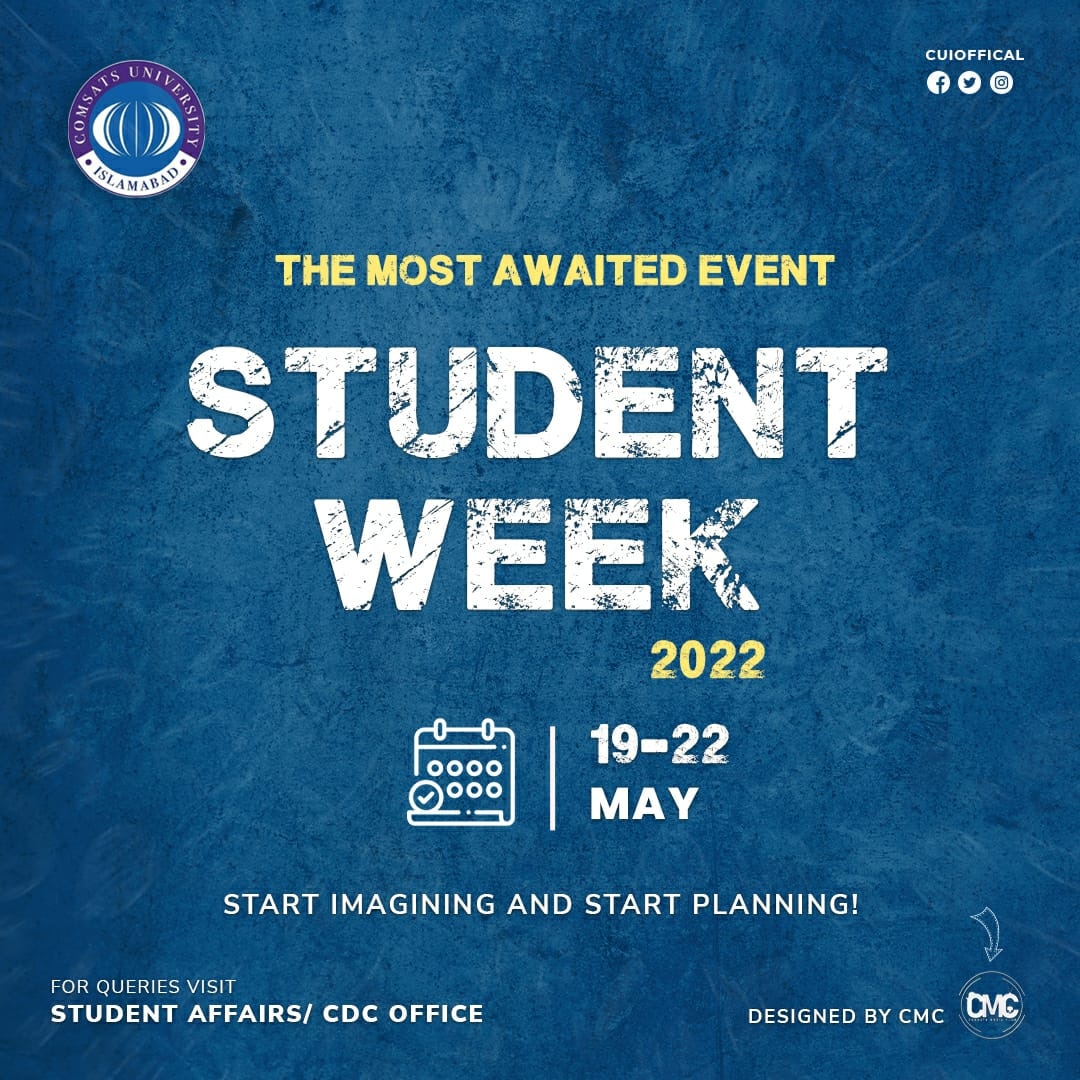 COMSATS UNIVERSITY
ISLAMABAD
CUIOFFICAL
THE MOST AWAITED EVENT
STUDENT
WEEK
2022
19-22
MAY
START IMAGINING AND START PLANNING!
FOR QUERIES VISIT
STUDENT AFFAIRS/ CDC OFFICE
DESIGNED BY CMC
CMC